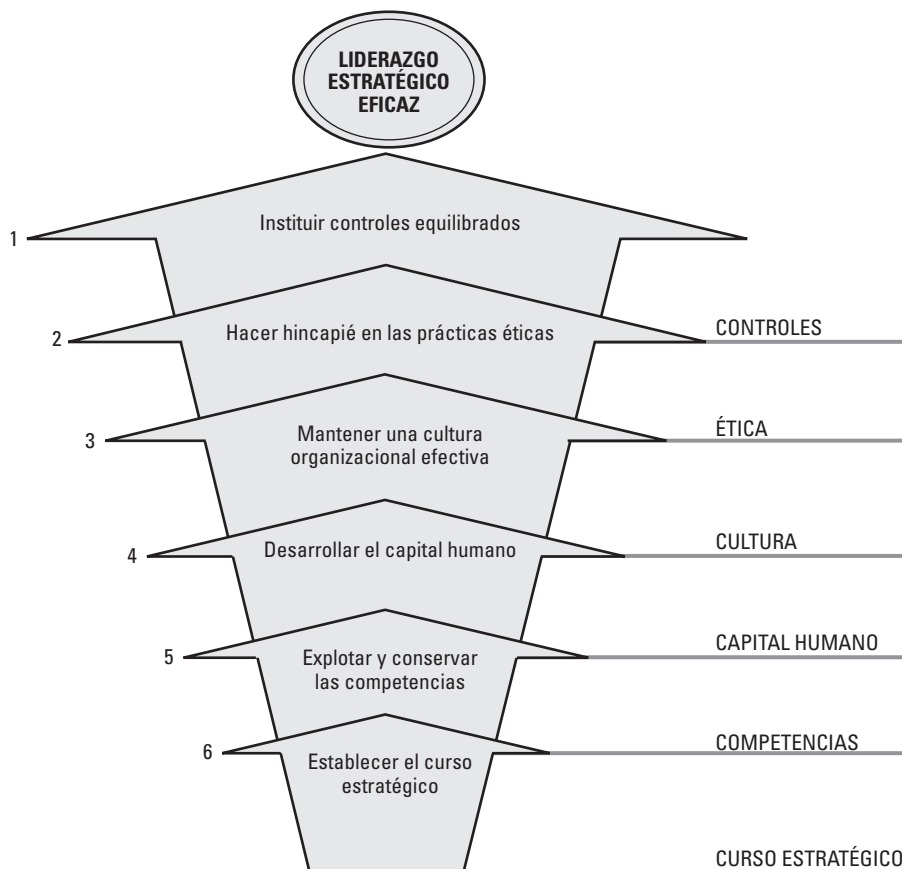 LIDERAZGO
ESTRATÉGICO
EFICAZ
Instituir controles equilibrados
1
Hacer hincapié en las prácticas éticas
CONTROLES
2
Mantener una cultura
organizacional efectiva
ÉTICA
3
Desarrollar el capital humano
CULTURA
4
Explotar y conservar
las competencias
CAPITAL HUMANO
5
COMPETENCIAS
6
Establecer el curso
estratégico
CURSO ESTRATÉGICO